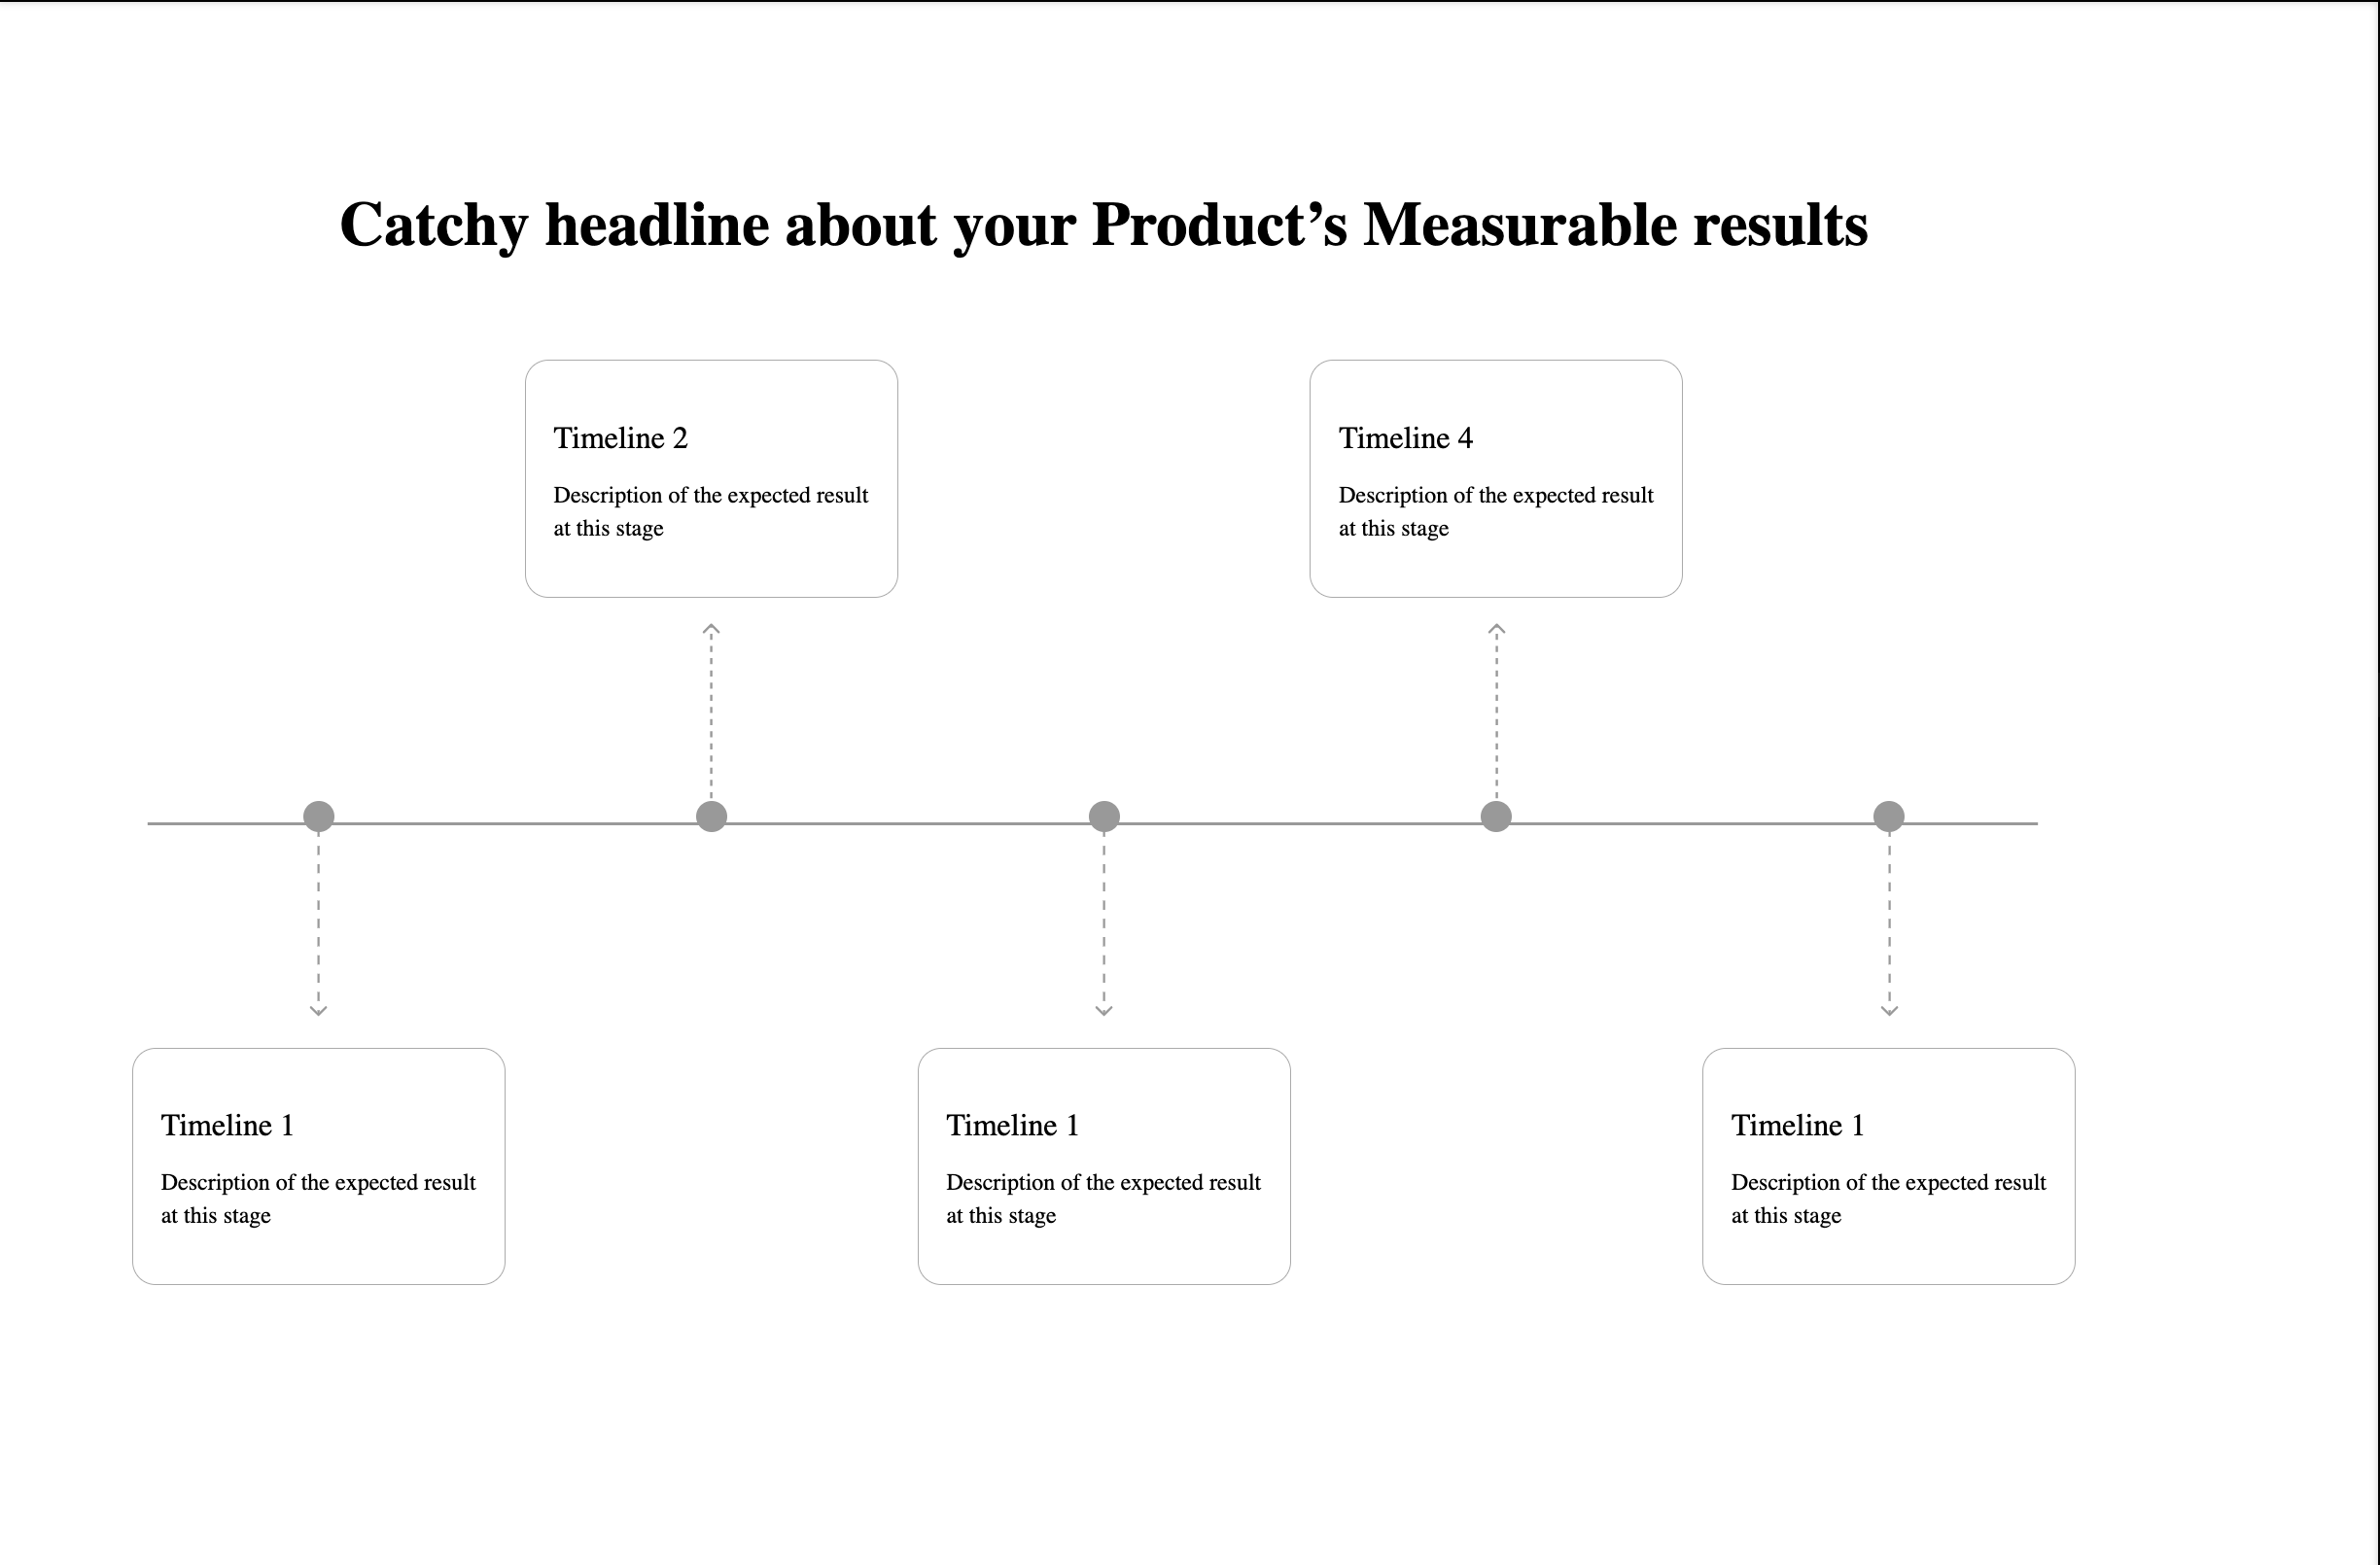 Catchy headline about your Product’s Measurable results
Timeline 2
Description of the expected result
at this stage
Timeline 4
Description of the expected result
at this stage
Timeline 1
Description of the expected result
at this stage
Timeline 1
Description of the expected result
at this stage
Timeline 1
Description of the expected result
at this stage